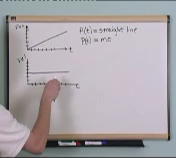 P(t) = straight line
P(t) = mt
t
t